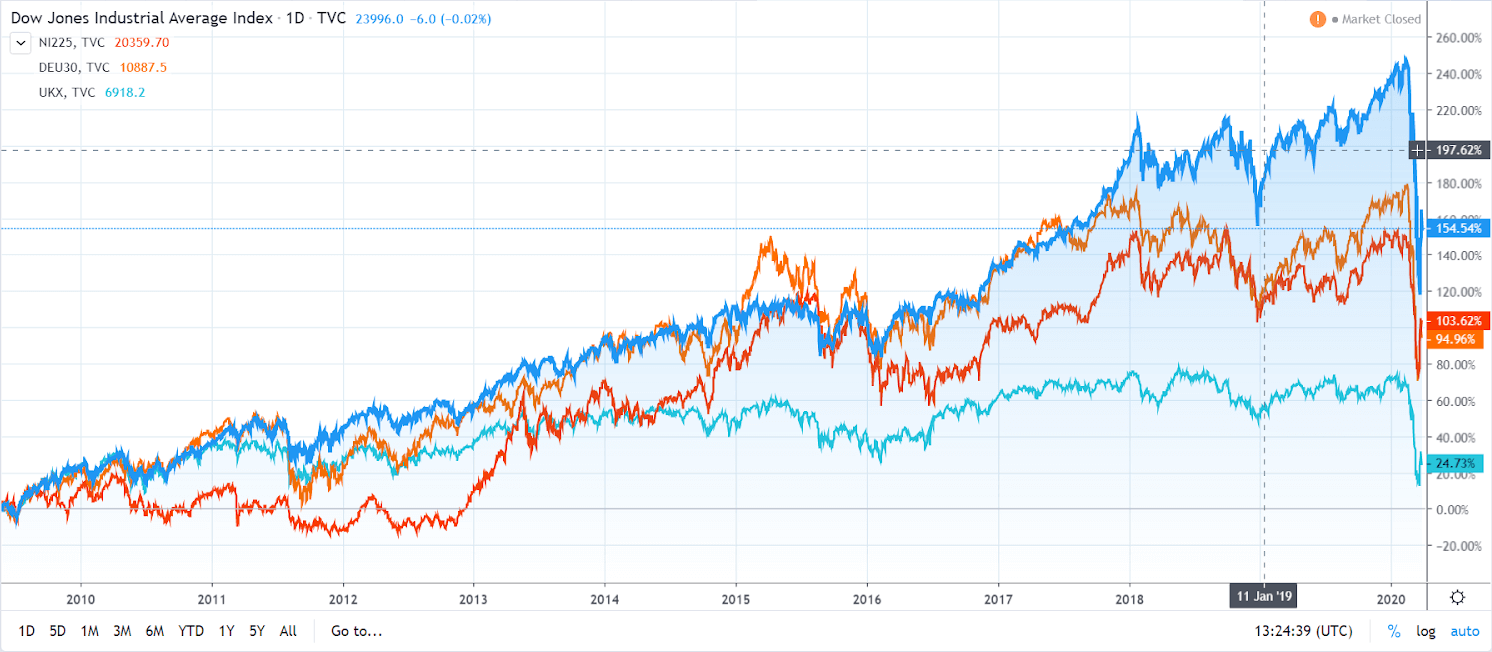 Dow Jones Industrial Average Index · 1D · TVC 23996.0 −6.0 (−0.02%)
! Market Closed
NI225, TVC 20359.70
DEU30, TVC 10887.5
UKX, TVC 6918.2
260.00%
240.00%
220.00%
197.62%
180.00%
160.00%
154.54%
140.00%
120.00%
103.62%
94.96%
80.00%
60.00%
40.00%
24.73%
20.00%
0.00%
−20.00%
2010 2011 2012 2013 2014 2015 2016 2017 2018 11 Jan '19 2020
1D 5D 1M 3M 6M YTD 1Y 5Y All Go to... 13:24:39 (UTC) % log auto